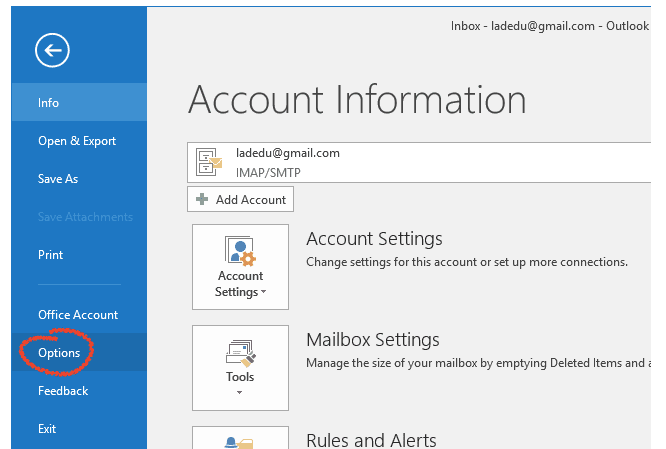 Inbox - ladedu@gmail.com - Outlook
Info
Open & Export
Save As
Save Attachments
Print
Office Account
Options
Feedback
Exit
Account Information
ladedu@gmail.com
IMAP/SMTP
Add Account
Account
Settings
Account Settings
Change settings for this account or set up more connections.
Tools
Mailbox Settings
Manage the size of your mailbox by emptying Deleted Items and a
Rules and Alerts